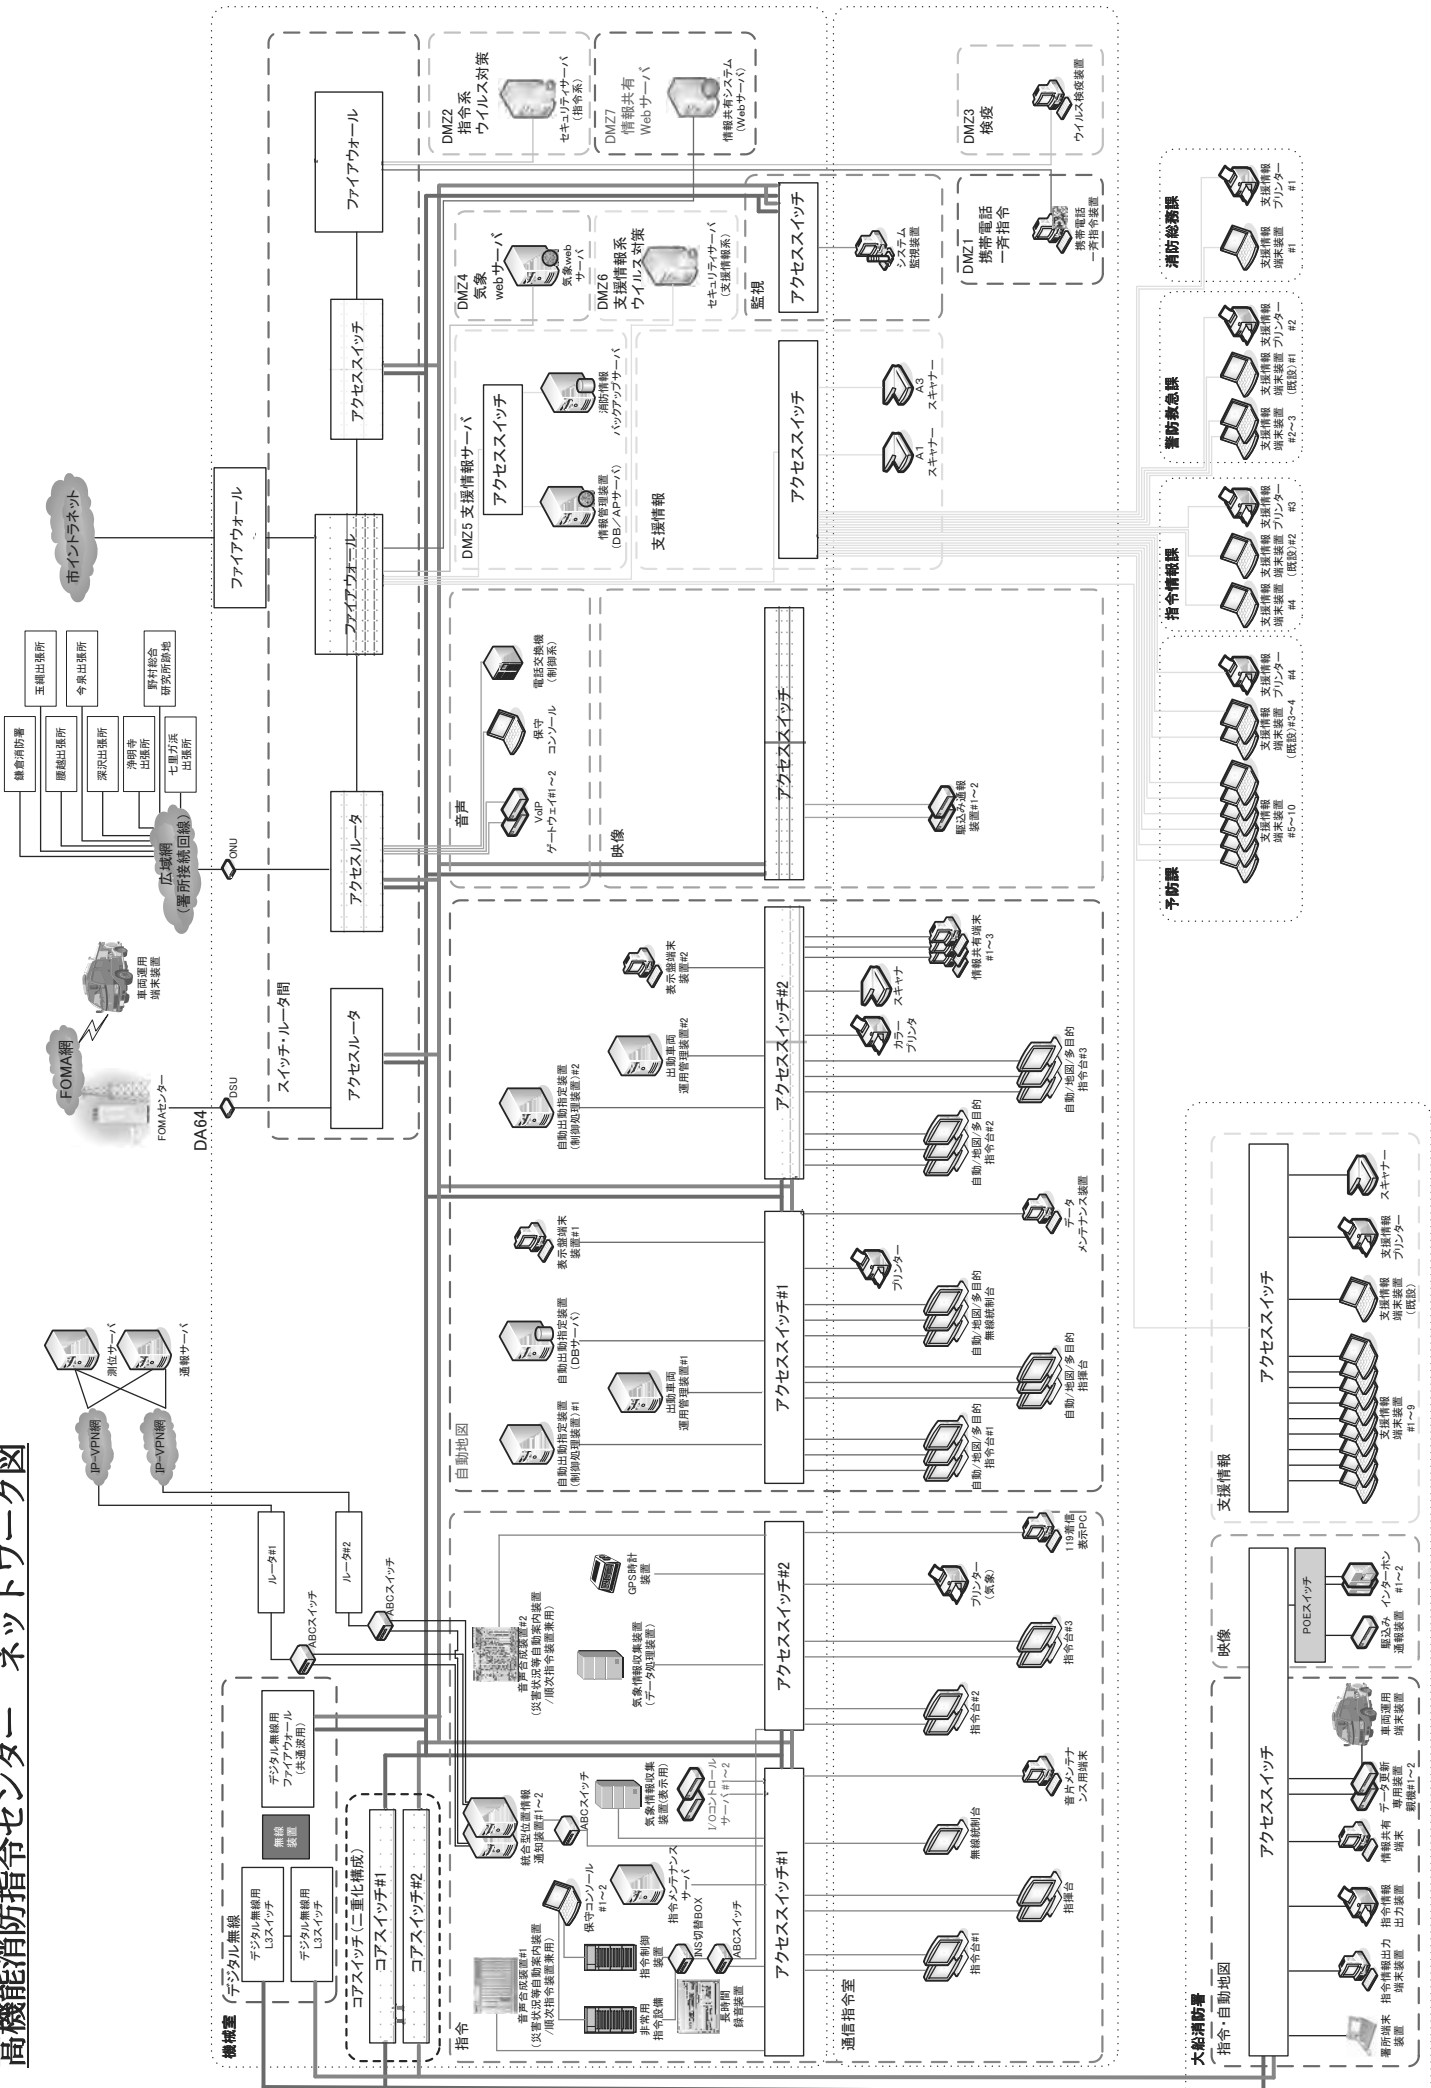 高機能消防指令センター ネットワーク図
機械室
デジタル無線
デジタル無線用
L3スイッチ
デジタル無線用
L3スイッチ
無線
装置
デジタル無線用
ファイアウォール
(共通波用)
コアスイッチ(二重化構成)
コアスイッチ#1
コアスイッチ#2
ルータ#1
ルータ#2
ABCスイッチ
ABCスイッチ
IP-VPN網
IP-VPN網
測位サーバ
通報サーバ
FOMA網
FOMAセンター
車両運用
端末装置
DA64
DSU
広域網
(署所接続回線)
ONU
鎌倉消防署
玉縄出張所
腰越出張所
今泉出張所
深沢出張所
浄明寺
出張所
野村総合
研究所跡地
七里ガ浜
出張所
市イントラネット
ファイアウォール
スイッチ・ルータ間
アクセスルータ
アクセスルータ
ファイアウォール
アクセススイッチ
ファイアウォール
指令
音声合成装置#1
(災害状況等自動案内装置
/順次指令装置兼用)
非常用
指令設備
指令制御
装置
保守コンソール
#1~2
統合型位置情報
通知装置#1~2
ABCスイッチ
指令メンテナンス
サーバ
INS切替BOX
ABCスイッチ
長時間
録音装置
気象情報収集
装置(表示用)
I/Oコントロール
サーバ #1~2
音声合成装置#2
(災害状況等自動案内装置
/順次指令装置兼用)
GPS時計
装置
気象情報収集装置
(データ処理装置)
アクセススイッチ#1
アクセススイッチ#2
通信指令室
指令台#1
指揮台
無線統制台
音片メンテナ
ンス用端末
指令台#2
指令台#3
プリンター
(気象)
119着信
表示PC
自動地図
自動出動指定装置
(制御処理装置)#1
自動出動指定装置
(DBサーバ)
表示盤端末
装置#1
出動車両
運用管理装置#1
自動出動指定装置
(制御処理装置)#2
出動車両
運用管理装置#2
表示盤端末
装置#2
アクセススイッチ#1
アクセススイッチ#2
自動/地図/多目的
指令台#1
自動/地図/多目的
指揮台
自動/地図/多目的
無線統制台
プリンター
データ
メンテナンス装置
自動/地図/多目的
指令台#2
自動/地図/多目的
指令台#3
カラー
プリンタ
スキャナ
情報共有端末
#1~3
音声
VoIP
ゲートウェイ#1~2
保守
コンソール
電話交換機
(制御系)
映像
アクセススイッチ
駆込み通報
装置#1~2
DMZ5 支援情報サーバ
アクセススイッチ
情報管理装置
(DB/APサーバ)
消防情報
バックアップサーバ
支援情報
アクセススイッチ
A1
スキャナー
A3
スキャナー
DMZ4
気象
webサーバ
気象web
サーバ
DMZ6
支援情報系
ウイルス対策
セキュリティサーバ
(支援情報系)
監視
アクセススイッチ
システム
監視装置
DMZ2
指令系
ウイルス対策
セキュリティサーバ
(指令系)
DMZ7
情報共有
Webサーバ
情報共有システム
(Webサーバ)
DMZ1
携帯電話
一斉指令
携帯電話
一斉指令装置
DMZ3
検疫
ウイルス検疫装置
予防課
支援情報
端末装置
#5~10
支援情報
端末装置
(既設)#3~4
支援情報
プリンター
#4
指令情報課
支援情報
端末装置
#4
支援情報
端末装置
(既設)#2
支援情報
プリンター
#3
警防救急課
支援情報
端末装置
#2~3
支援情報
端末装置
(既設)#1
支援情報
プリンター
#2
消防総務課
支援情報
端末装置
#1
支援情報
プリンター
#1
大船消防署
指令・自動地図
アクセススイッチ
署所端末
装置
指令情報出力
端末装置
指令情報
出力装置
情報共有
端末
データ更新
専用装置
親機#1~2
車両運用
端末装置
映像
POEスイッチ
駆込み
通報装置
インターホン
#1~2
支援情報
アクセススイッチ
支援情報
端末装置
#1~9
支援情報
端末装置
(既設)
支援情報
プリンター
スキャナー